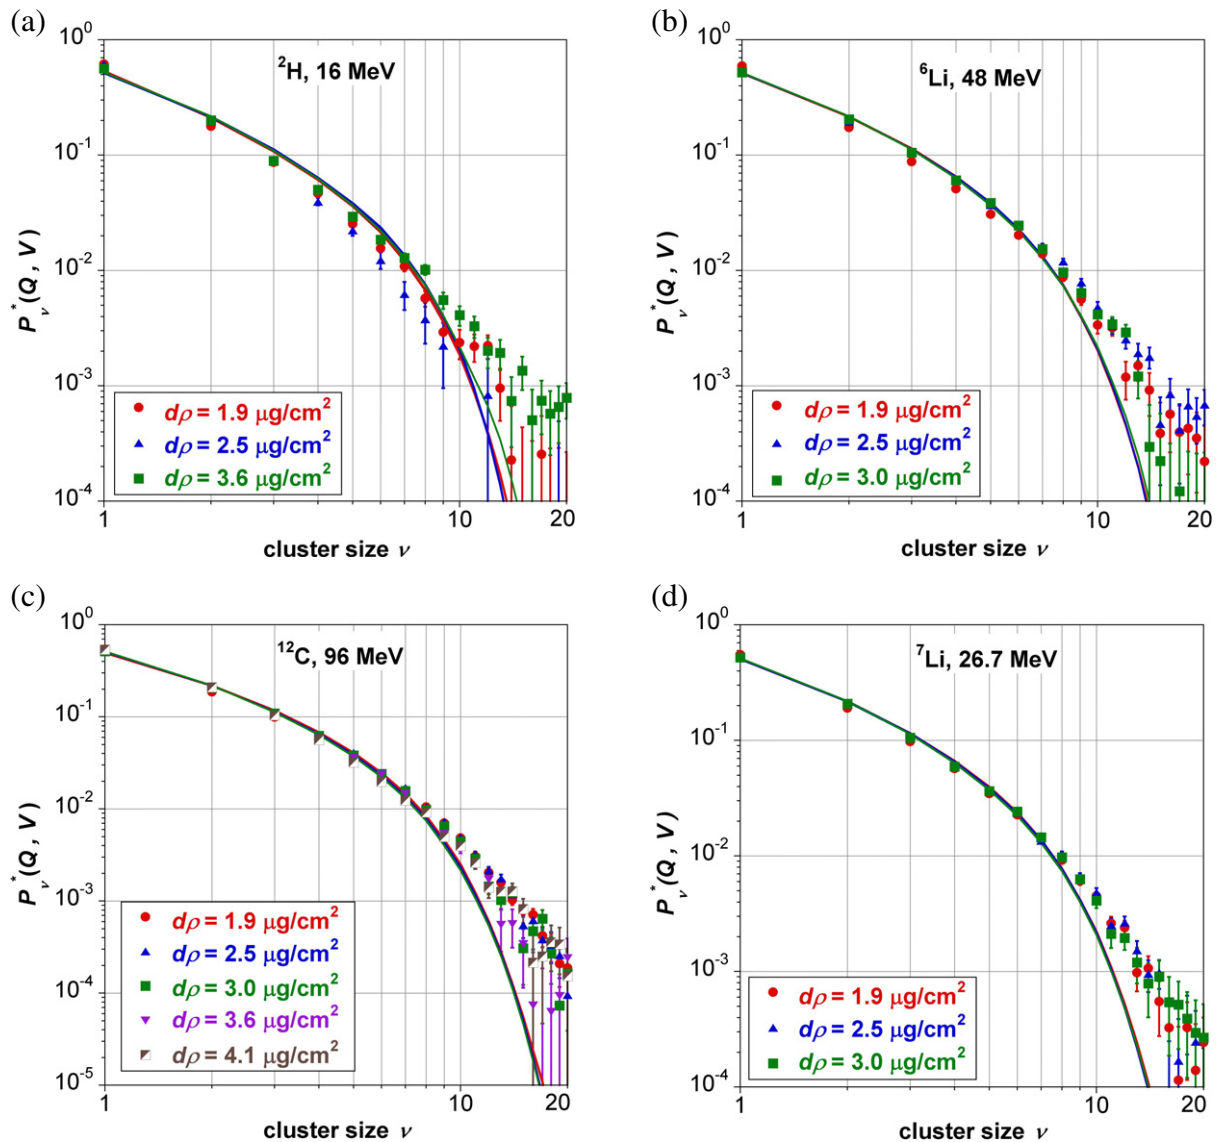 (a)
10⁰
10⁻¹
10⁻²
10⁻³
10⁻⁴
P*ν(Q, V)
²H, 16 MeV
dρ = 1.9 μg/cm²
dρ = 2.5 μg/cm²
dρ = 3.6 μg/cm²
1
10
20
cluster size ν
(b)
10⁰
10⁻¹
10⁻²
10⁻³
10⁻⁴
P*ν(Q, V)
⁶Li, 48 MeV
dρ = 1.9 μg/cm²
dρ = 2.5 μg/cm²
dρ = 3.0 μg/cm²
1
10
20
cluster size ν
(c)
10⁰
10⁻¹
10⁻²
10⁻³
10⁻⁴
10⁻⁵
P*ν(Q, V)
¹²C, 96 MeV
dρ = 1.9 μg/cm²
dρ = 2.5 μg/cm²
dρ = 3.0 μg/cm²
dρ = 3.6 μg/cm²
dρ = 4.1 μg/cm²
1
10
20
cluster size ν
(d)
10⁰
10⁻¹
10⁻²
10⁻³
10⁻⁴
P*ν(Q, V)
⁷Li, 26.7 MeV
dρ = 1.9 μg/cm²
dρ = 2.5 μg/cm²
dρ = 3.0 μg/cm²
1
10
20
cluster size ν